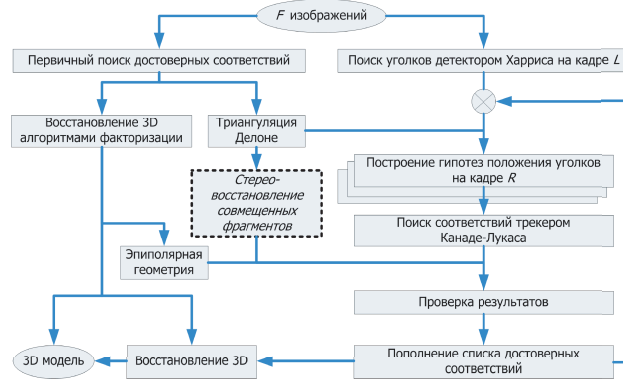 F изображений
Первичный поиск достоверных соответствий
Поиск уголков детектором Харриса на кадре L
Восстановление 3D
алгоритмами факторизации
Триангуляция
Делоне
Построение гипотез положения уголков
на кадре R
Стерео-
восстановление
совмещенных
фрагментов
Поиск соответствий трекером
Канаде-Лукаса
Эпиполярная
геометрия
Проверка результатов
3D модель
Восстановление 3D
Пополнение списка достоверных
соответствий